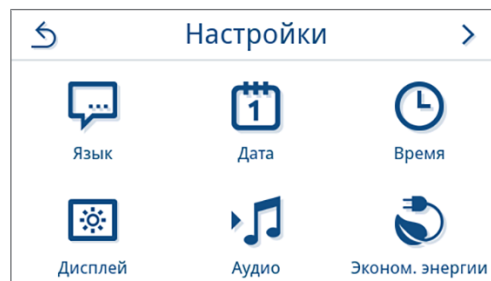 Настройки
...
1
Язык
Дата
Время
Дисплей
Аудио
Эконом. энергии